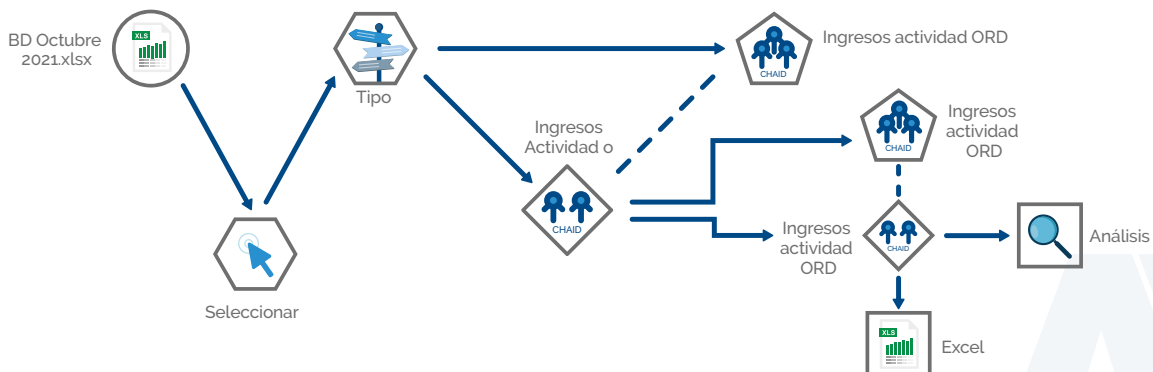 BD Octubre
2021.xlsx
XLS
Tipo
Seleccionar
Ingresos
Actividad o
CHAID
CHAID
Ingresos actividad ORD
CHAID
Ingresos
actividad
ORD
Ingresos
actividad
ORD
CHAID
Análisis
XLS
Excel